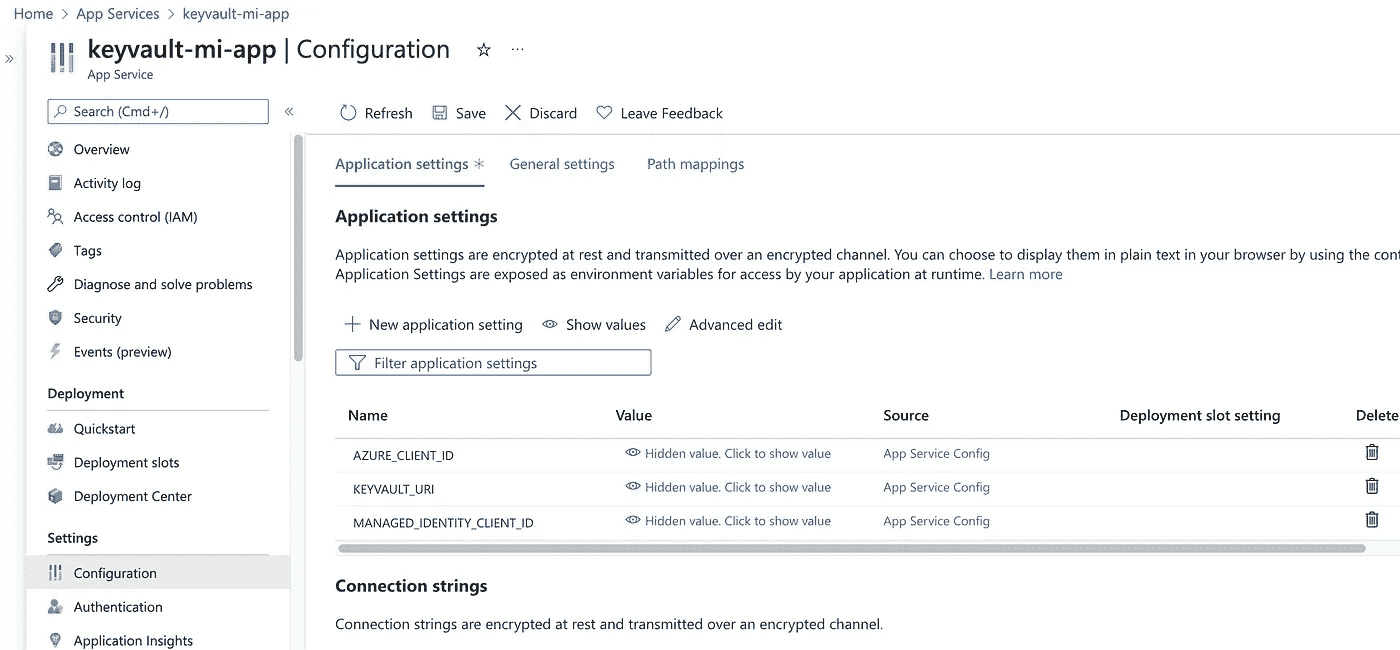 Home > App Services > keyvault-mi-app
»
keyvault-mi-app | Configuration ☆ ...
App Service
Search (Cmd+/) «
Overview
Activity log
Access control (IAM)
Tags
Diagnose and solve problems
Security
Events (preview)
Deployment
Quickstart
Deployment slots
Deployment Center
Settings
Configuration
Authentication
Application Insights
Refresh Save Discard Leave Feedback
Application settings * General settings Path mappings
Application settings
Application settings are encrypted at rest and transmitted over an encrypted channel. You can choose to display them in plain text in your browser by using the
Application Settings are exposed as environment variables for access by your application at runtime. Learn more
New application setting Show values Advanced edit
Filter application settings
Name Value Source Deployment slot setting Delete
AZURE_CLIENT_ID Hidden value. Click to show value App Service Config
KEYVAULT_URI Hidden value. Click to show value App Service Config
MANAGED_IDENTITY_CLIENT_ID Hidden value. Click to show value App Service Config
Connection strings
Connection strings are encrypted at rest and transmitted over an encrypted channel.